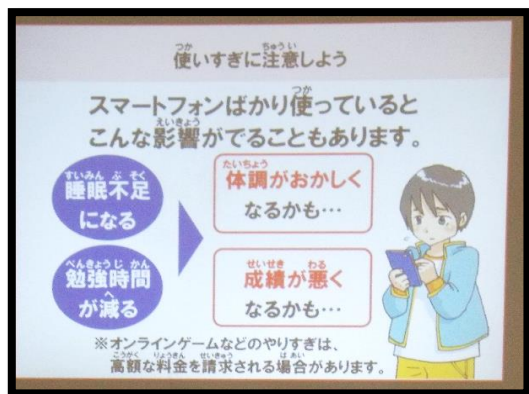 使いすぎに注意しよう
スマートフォンばかり使っていると
こんな影響がでることもあります。
睡眠不足
になる
体調がおかしく
なるかも…
勉強時間
が減る
成績が悪く
なるかも…
※オンラインゲームなどのやりすぎは、
高額な料金を請求される場合があります。